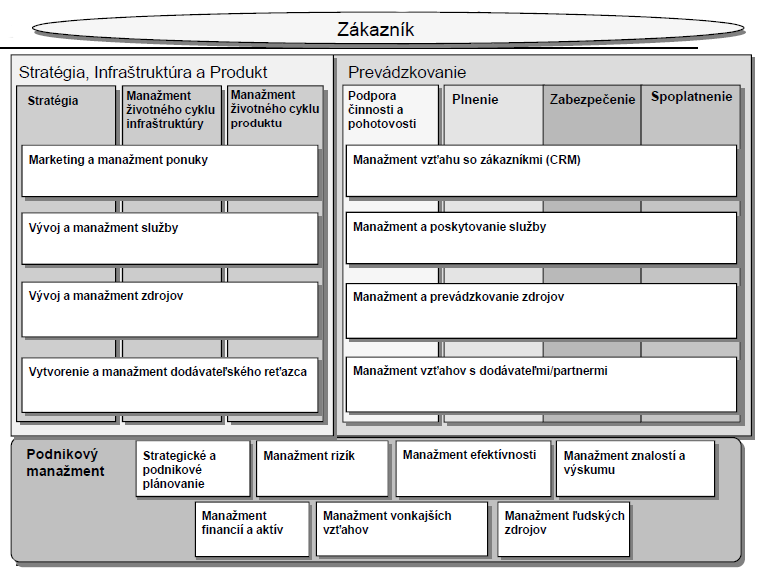 Zákazník
Stratégia, Infraštruktúra a Produkt
Stratégia
Manažment
životného cyklu
infraštruktúry
Manažment
životného cyklu
produktu
Marketing a manažment ponuky
Vývoj a manažment služby
Vývoj a manažment zdrojov
Vytvorenie a manažment dodávateľského reťazca
Prevádzkovanie
Podpora
činnosti a
pohotovosti
Plnenie
Zabezpečenie
Spoplatnenie
Manažment vzťahu so zákazníkmi (CRM)
Manažment a poskytovanie služby
Manažment a prevádzkovanie zdrojov
Manažment vzťahov s dodávateľmi/partnermi
Podnikový
manažment
Strategické a
podnikové
plánovanie
Manažment rizík
Manažment efektívnosti
Manažment znalostí a
výskumu
Manažment
financií a aktív
Manažment vonkajších
vzťahov
Manažment ľudských
zdrojov